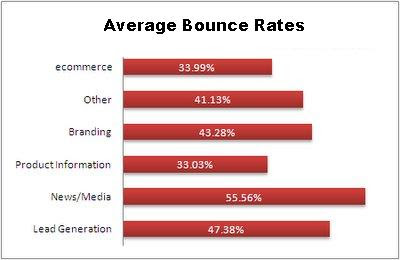 Average Bounce Rates
ecommerce 33.99%
Other 41.13%
Branding 43.28%
Product Information 33.03%
News/Media 55.56%
Lead Generation 47.38%